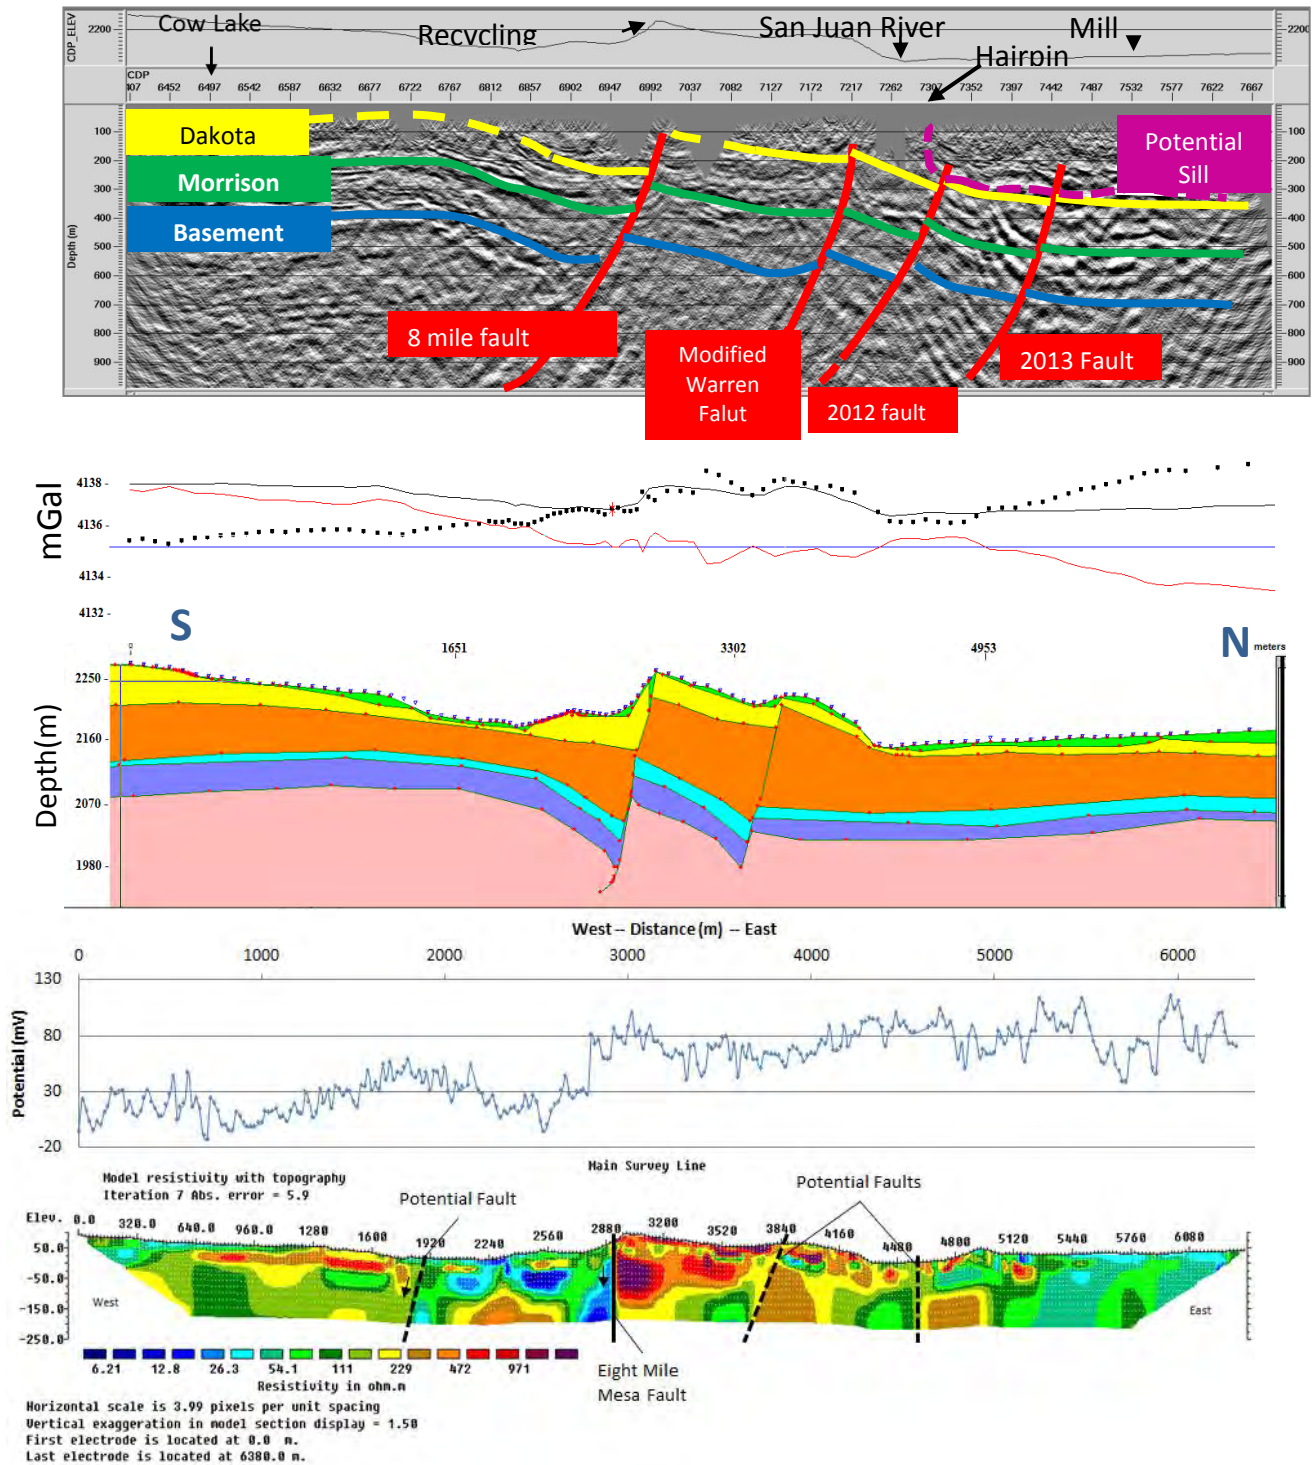 Cow Lake
Recycling
San Juan River
Mill
Hairpin
CDP_ELEV
2200
2200
CDP
407 6452 6497 6542 6587 6632 6677 6722 6767 6812 6857 6902 6947 6992 7037 7082 7127 7172 7217 7262 7307 7352 7397 7442 7487 7532 7577 7622 7667
Depth (m)
100 200 300 400 500 600 700 800 900
100 200 300 400 500 600 700 800 900
Dakota
Morrison
Basement
Potential
Sill
8 mile fault
Modified
Warren
Falut
2012 fault
2013 Fault
mGal
4138 -
4136 -
4134 -
4132 -
S
N
1651 3302 4953 meters
Depth(m)
2250 -
2160 -
2070 -
1980 -
West -- Distance (m) -- East
0 1000 2000 3000 4000 5000 6000
Potential (mV)
130
80
30
-20
Main Survey Line
Model resistivity with topography
Iteration 7 Abs. error = 5.9
Potential Fault
Potential Faults
Elev. 0.0 320.0 640.0 960.0 1280 1600 1920 2240 2560 2880 3200 3520 3840 4160 4480 4800 5120 5440 5760 6080
50.0
-50.0
-150.0
-250.0
West
East
6.21 12.8 26.3 54.1 111 229 472 971
Resistivity in ohm.m
Eight Mile
Mesa Fault
Horizontal scale is 3.99 pixels per unit spacing
Vertical exaggeration in model section display = 1.50
First electrode is located at 0.0 m.
Last electrode is located at 6380.0 m.